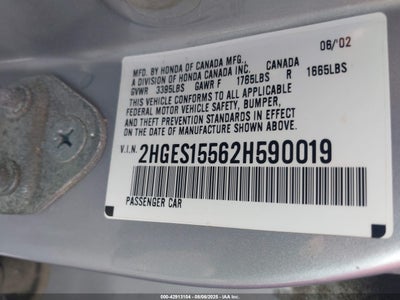 MFD. BY HONDA OF CANADA MFG., CANADA 06/'02
A DIVISION OF HONDA CANADA INC.
GVWR 3395LBS GAWR F 1785LBS R 1665LBS
THIS VEHICLE CONFORMS TO ALL APPLICABLE
FEDERAL MOTOR VEHICLE SAFETY, BUMPER,
AND THEFT PREVENTION STANDARDS IN EFFECT
ON THE DATE OF MANUFACTURE SHOWN ABOVE.
V.I.N. 2HGES15562H590019
PASSENGER CAR
000-42913104 - 08/06/2025 - IAA, Inc.